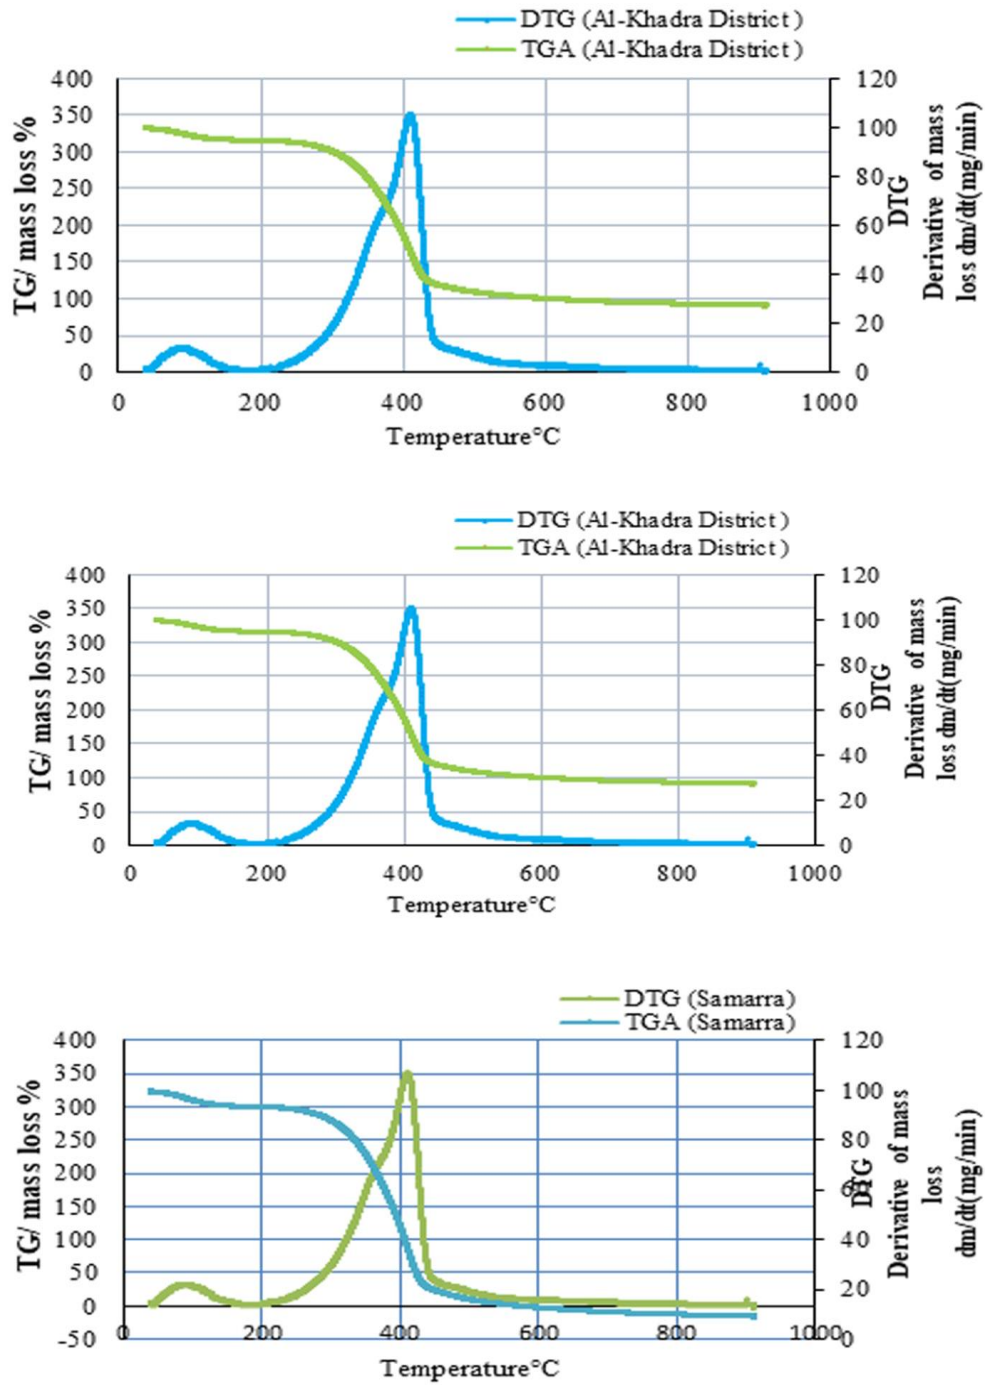 DTG (Al-Khadra District )
TGA (Al-Khadra District )
400
350
300
250
200
150
100
50
0
TG/ mass loss %
120
100
80
60
40
20
0
DTG
Derivative of mass
loss dm/dt(mg/min)
0 200 400 600 800 1000
Temperature°C
DTG (Al-Khadra District )
TGA (Al-Khadra District )
400
350
300
250
200
150
100
50
0
TG/ mass loss %
120
100
80
60
40
20
0
DTG
Derivative of mass
loss dm/dt(mg/min)
0 200 400 600 800 1000
Temperature°C
DTG (Samarra)
TGA (Samarra)
400
350
300
250
200
150
100
50
0
-50
TG/ mass loss %
120
100
80
60
40
20
0
DTG
Derivative of mass
loss
dm/dt(mg/min)
0 200 400 600 800 1000
Temperature°C